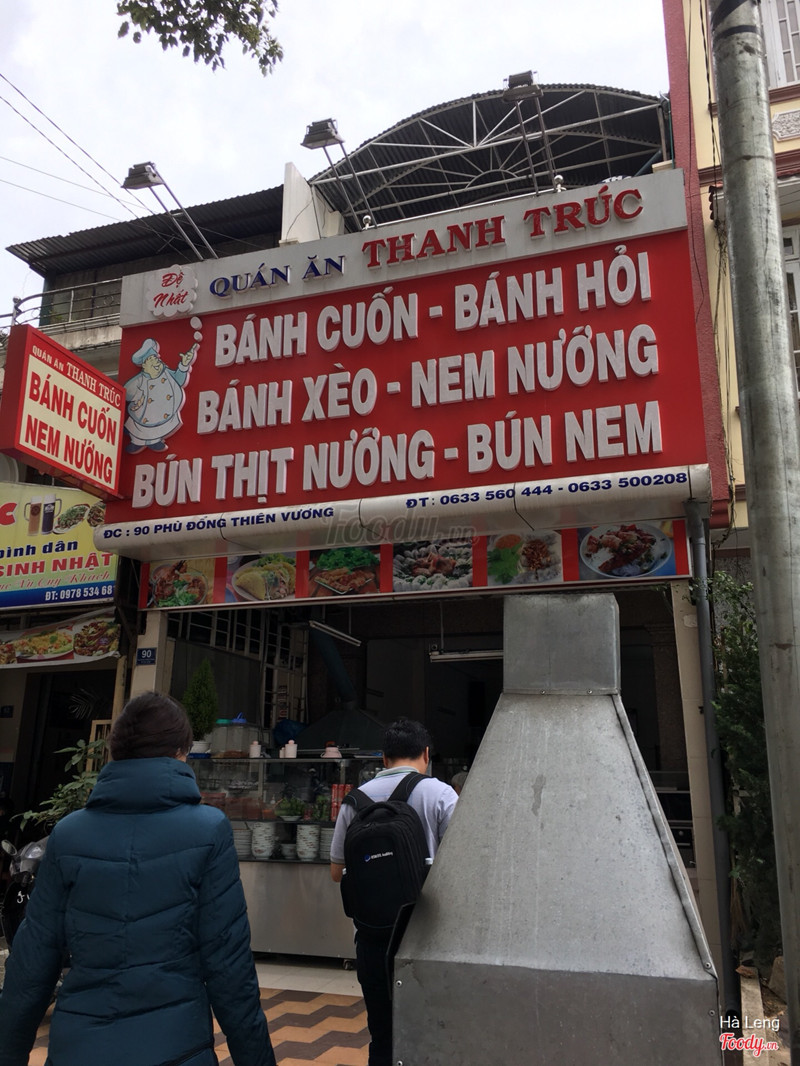 Đệ
Nhất
QUÁN ĂN THANH TRÚC
BÁNH CUỐN - BÁNH HỎI
BÁNH XÈO - NEM NƯỚNG
BÚN THỊT NƯỚNG - BÚN NEM
ĐC : 90 PHÙ ĐỔNG THIÊN VƯƠNG
ĐT : 0633 560 444 - 0633 500208
Foody.vn
QUÁN ĂN THANH TRÚC
BÁNH CUỐN
NEM NƯỚNG
bình dân
SINH NHẬT
ĐT: 0978 534 68
90
Hà Leng
Foody.vn